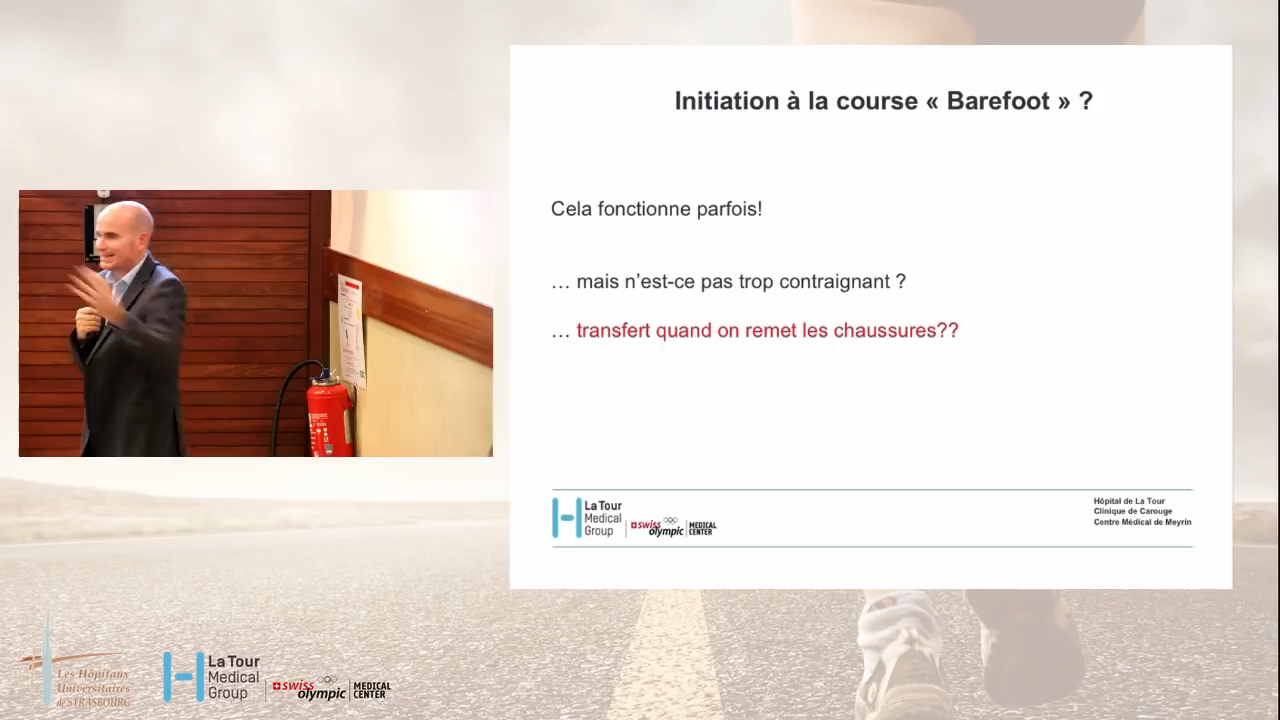 Initiation à la course « Barefoot » ?
Cela fonctionne parfois!
… mais n’est-ce pas trop contraignant ?
… transfert quand on remet les chaussures??
La Tour
Medical
Group
swiss
olympic
MEDICAL
CENTER
Hôpital de La Tour
Clinique de Carouge
Centre Médical de Meyrin
Les Hôpitaux
Universitaires
de STRASBOURG
La Tour
Medical
Group
swiss
olympic
MEDICAL
CENTER